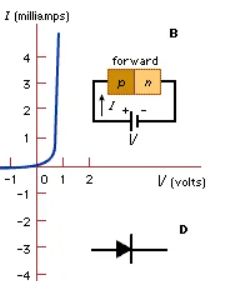 I (milliamps)
B
forward
p n
I + -
V
4
3
2
1
-1 0 1 2 V (volts)
-1
-2
-3
-4
D